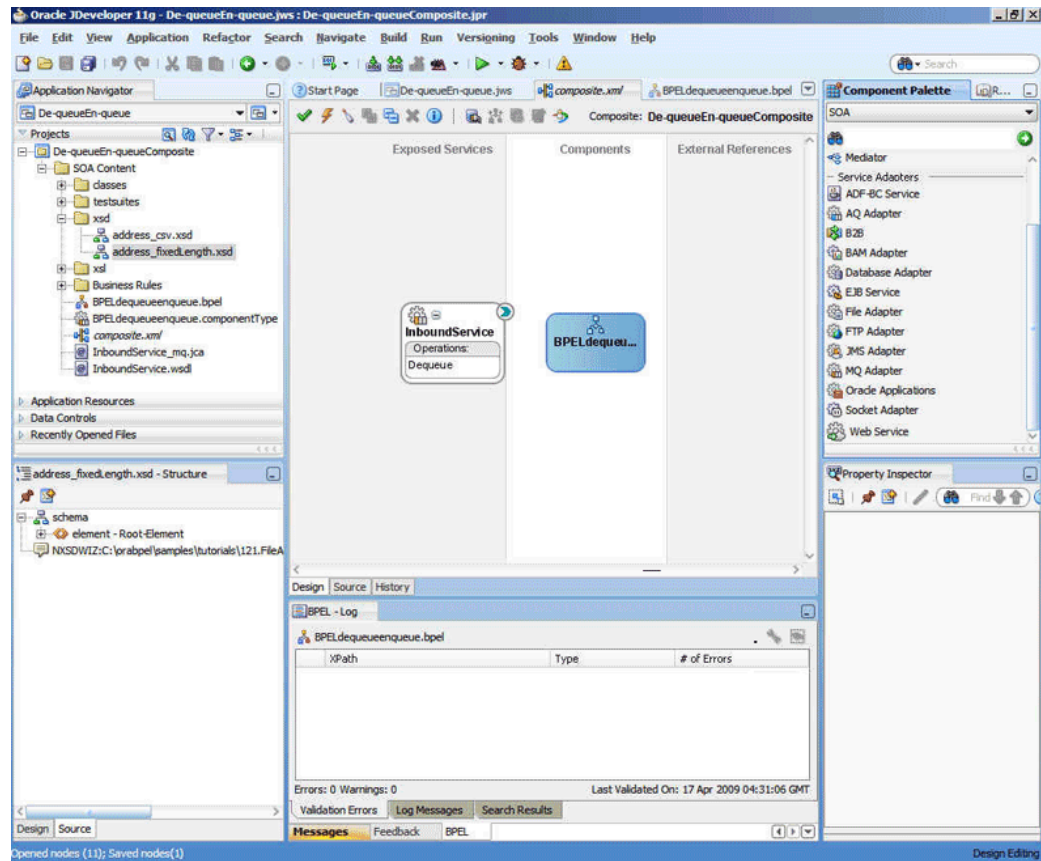 Oracle JDeveloper 11g - De-queueEn-queue.jws : De-queueEn-queueComposite.jpr
File Edit View Application Refactor Search Navigate Build Run Versioning Tools Window Help
Search
Application Navigator
De-queueEn-queue
Projects
De-queueEn-queueComposite
SOA Content
classes
testsuites
xsd
address_csv.xsd
address_fixedLength.xsd
xsl
Business Rules
BPELdequeueenqueue.bpel
BPELdequeueenqueue.componentType
composite.xml
InboundService_mq.jca
InboundService.wsdl
Application Resources
Data Controls
Recently Opened Files
address_fixedLength.xsd - Structure
schema
element - Root-Element
NXSDWIZ:C:\orabpel\samples\tutorials\121.FileA
Design Source
Start Page De-queueEn-queue.jws composite.xml BPELdequeueenqueue.bpel
Composite: De-queueEn-queueComposite
Exposed Services Components External References
InboundService
Operations:
Dequeue
BPELdequeu...
Design Source History
BPEL - Log
BPELdequeueenqueue.bpel
XPath Type # of Errors
Errors: 0 Warnings: 0 Last Validated On: 17 Apr 2009 04:31:06 GMT
Validation Errors Log Messages Search Results
Messages Feedback BPEL
Component Palette R...
SOA
Mediator
Service Adapters
ADF-BC Service
AQ Adapter
B2B
BAM Adapter
Database Adapter
EJB Service
File Adapter
FTP Adapter
JMS Adapter
MQ Adapter
Oracle Applications
Socket Adapter
Web Service
Property Inspector
Find
Opened nodes (11); Saved nodes(1) Design Editing